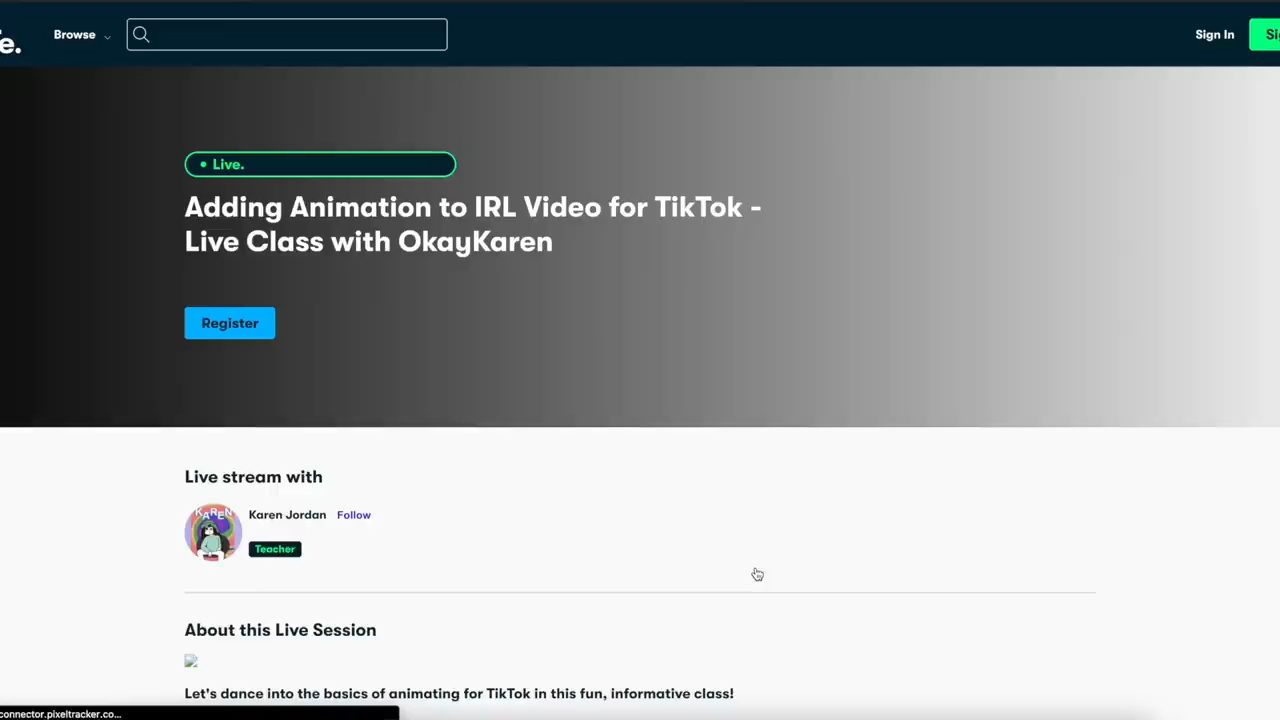 e.
Browse
Sign In
Si
• Live.
Adding Animation to IRL Video for TikTok -
Live Class with OkayKaren
Register
Live stream with
KAREN
Karen Jordan Follow
Teacher
About this Live Session
Let's dance into the basics of animating for TikTok in this fun, informative class!
connector.pixeltracker.co...